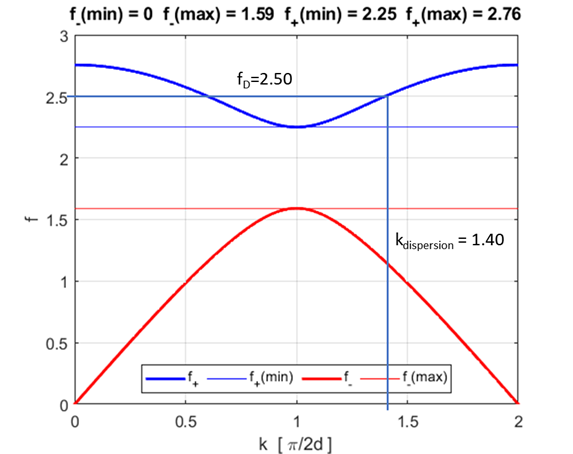 f_(min) = 0 f_(max) = 1.59 f+(min) = 2.25 f+(max) = 2.76
3
fD=2.50
2.5
2
f
1.5
kdispersion = 1.40
1
0.5
f+ f+(min) f_ f_(max)
0
0 0.5 1 1.5 2
k [ π/2d ]